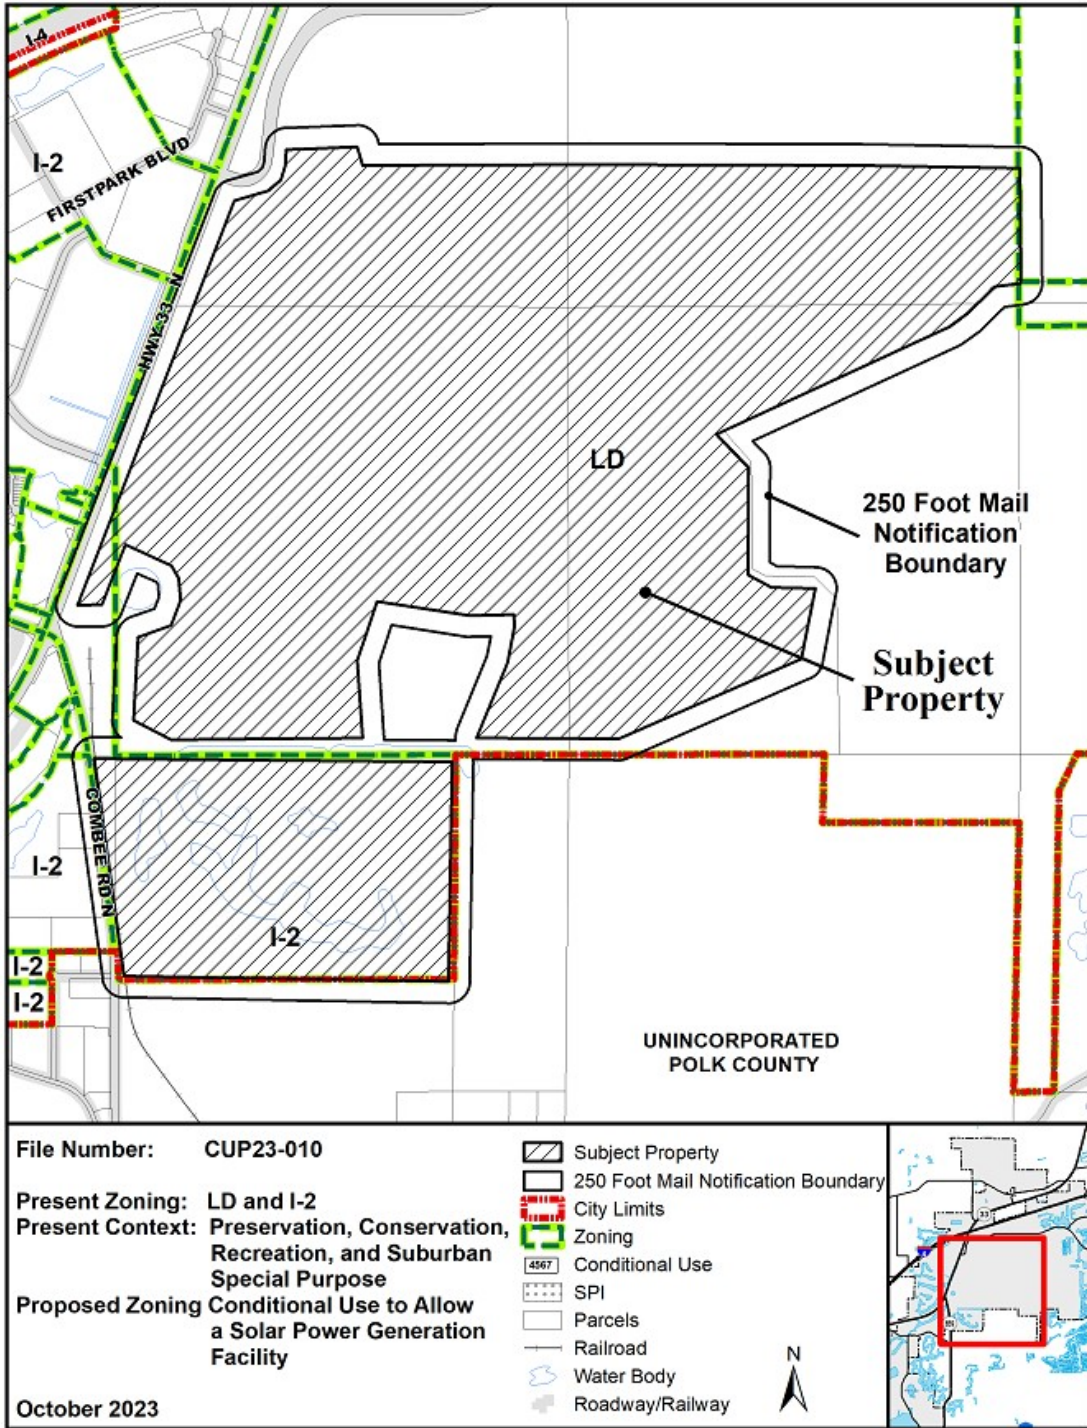 I-4
I-2
FIRSTPARK BLVD
HWY 33 N
LD
250 Foot Mail
Notification
Boundary
Subject
Property
COMBEE RD N
I-2
I-2
I-2
I-2
UNINCORPORATED
POLK COUNTY
File Number: CUP23-010
Present Zoning: LD and I-2
Present Context: Preservation, Conservation,
Recreation, and Suburban
Special Purpose
Proposed Zoning Conditional Use to Allow
a Solar Power Generation
Facility
October 2023
Subject Property
250 Foot Mail Notification Boundary
City Limits
Zoning
4567 Conditional Use
SPI
Parcels
Railroad
Water Body
Roadway/Railway
N
33